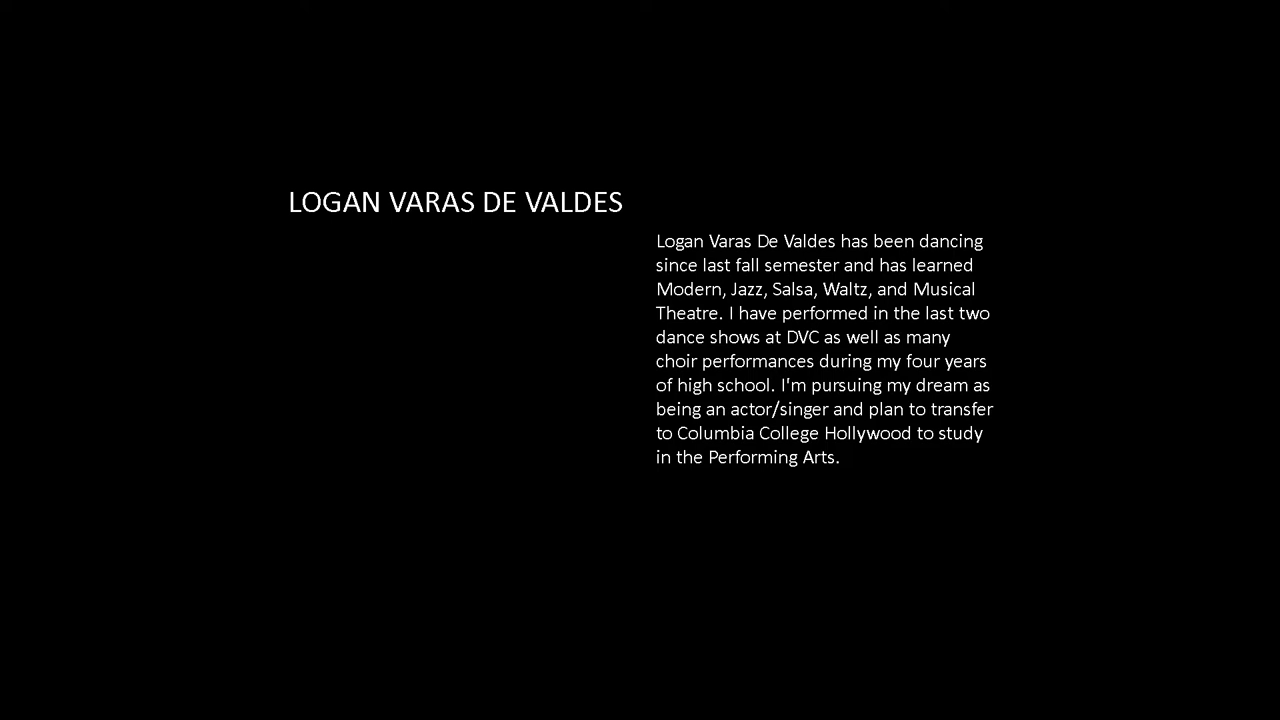 LOGAN VARAS DE VALDES
Logan Varas De Valdes has been dancing
since last fall semester and has learned
Modern, Jazz, Salsa, Waltz, and Musical
Theatre. I have performed in the last two
dance shows at DVC as well as many
choir performances during my four years
of high school. I'm pursuing my dream as
being an actor/singer and plan to transfer
to Columbia College Hollywood to study
in the Performing Arts.